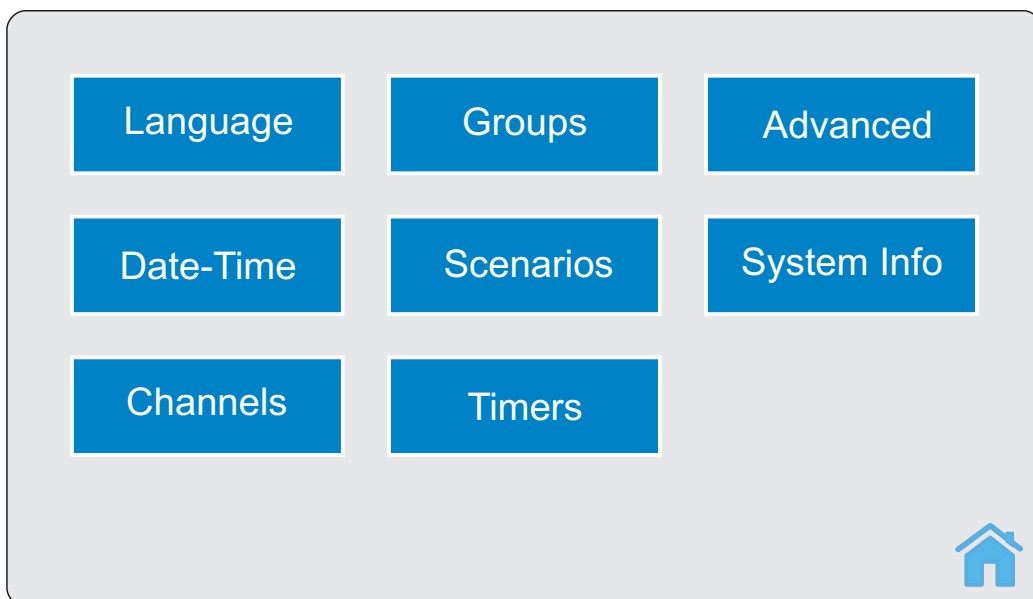 Language
Groups
Advanced
Date-Time
Scenarios
System Info
Channels
Timers